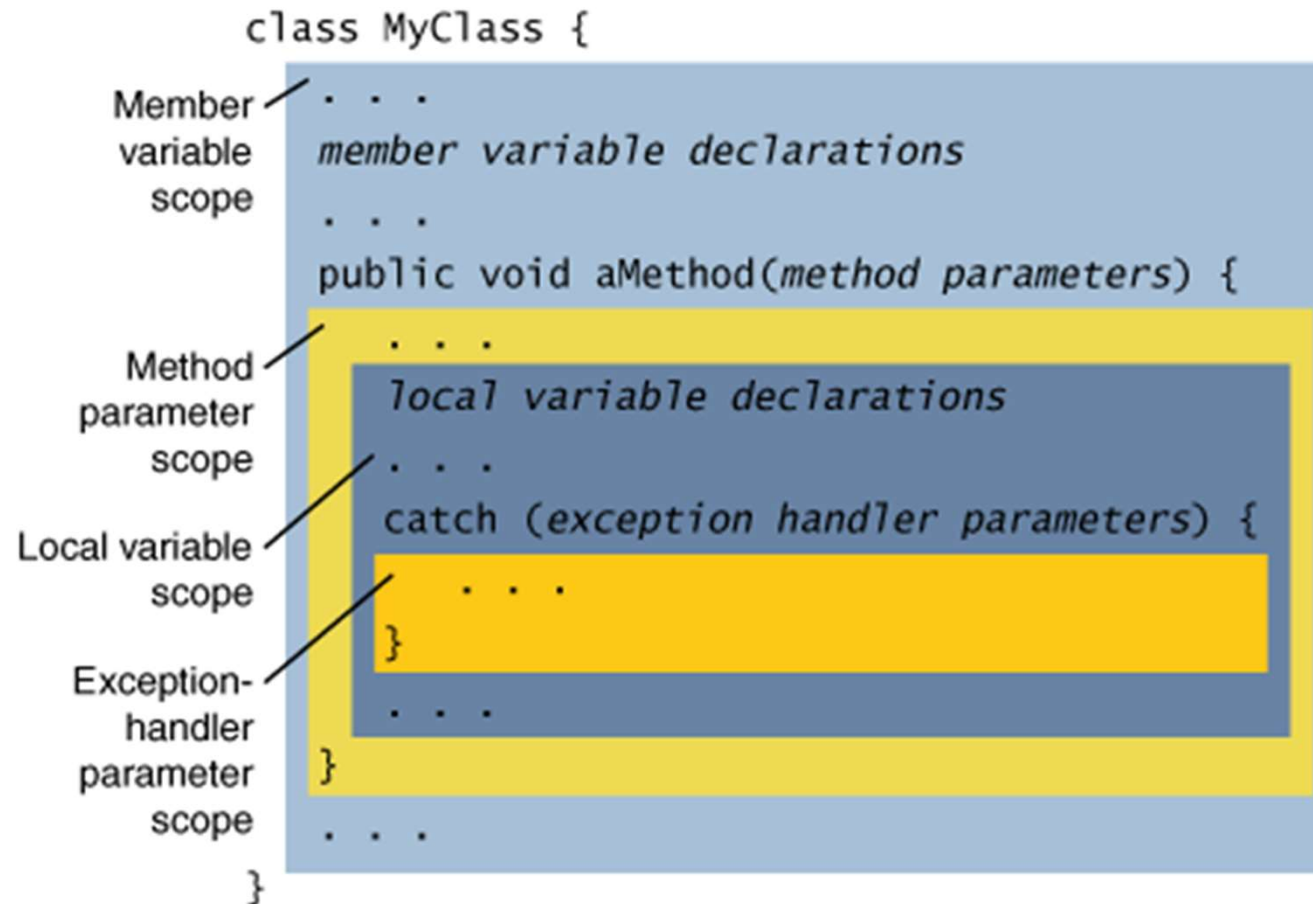 class MyClass {
. . .
Member
variable
scope
member variable declarations
. . .
public void aMethod(method parameters) {
. . .
Method
parameter
scope
local variable declarations
. . .
Local variable
scope
catch (exception handler parameters) {
. . .
}
Exception-
handler
parameter
scope
. . .
}
. . .
}